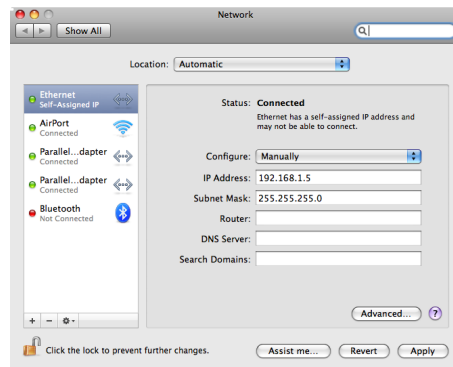 Network
Show All
Location: Automatic
Ethernet
Self-Assigned IP
AirPort
Connected
Parallel...dapter
Connected
Parallel...dapter
Connected
Bluetooth
Not Connected
Status: Connected
Ethernet has a self-assigned IP address and
may not be able to connect.
Configure: Manually
IP Address: 192.168.1.5
Subnet Mask: 255.255.255.0
Router:
DNS Server:
Search Domains:
Advanced... ?
+ −
Click the lock to prevent further changes.
Assist me... Revert Apply